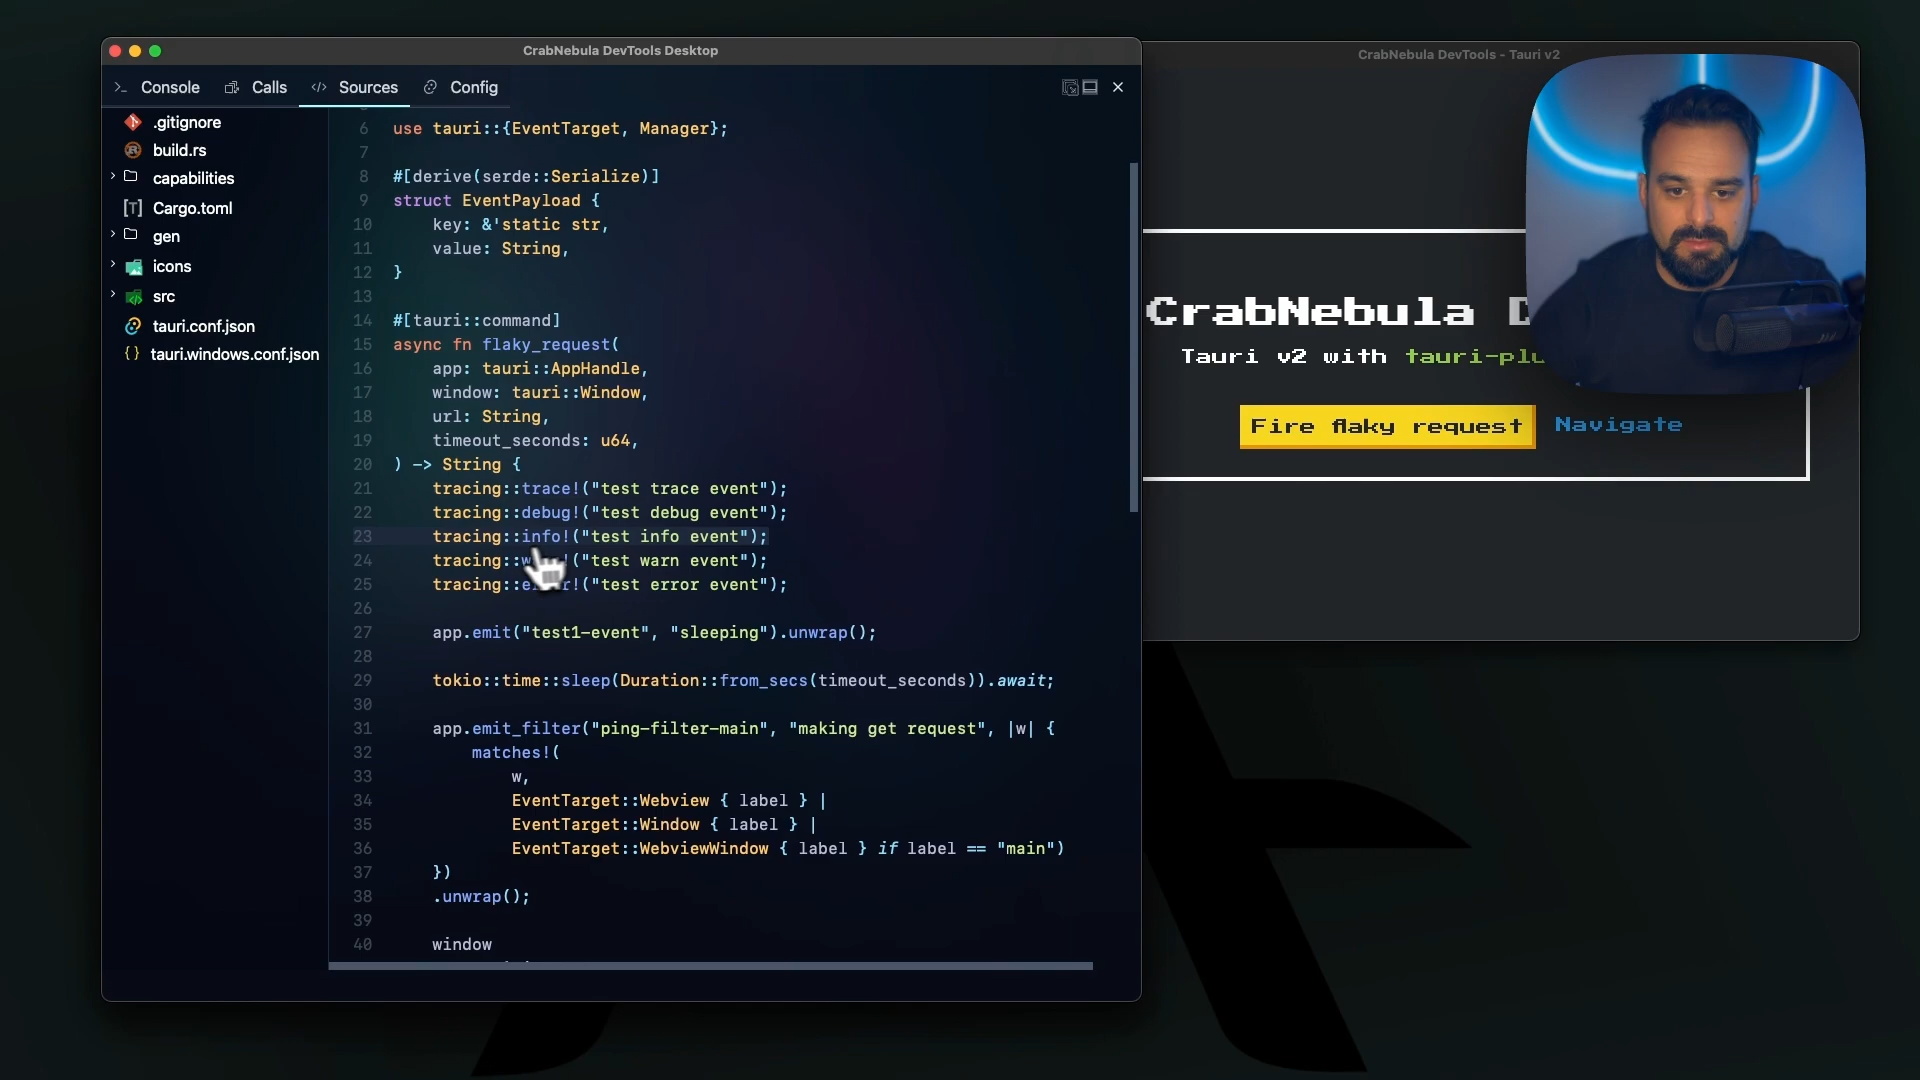 CrabNebula DevTools Desktop
Console
Calls
Sources
Config
.gitignore
build.rs
capabilities
Cargo.toml
gen
icons
src
tauri.conf.json
tauri.windows.conf.json
6 use tauri::{EventTarget, Manager};
7
8 #[derive(serde::Serialize)]
9 struct EventPayload {
10 key: &'static str,
11 value: String,
12 }
13
14 #[tauri::command]
15 async fn flaky_request(
16 app: tauri::AppHandle,
17 window: tauri::Window,
18 url: String,
19 timeout_seconds: u64,
20 ) -> String {
21 tracing::trace!("test trace event");
22 tracing::debug!("test debug event");
23 tracing::info!("test info event");
24 tracing::w !("test warn event");
25 tracing::e r!("test error event");
26
27 app.emit("test1-event", "sleeping").unwrap();
28
29 tokio::time::sleep(Duration::from_secs(timeout_seconds)).await;
30
31 app.emit_filter("ping-filter-main", "making get request", |w| {
32 matches!(
33 w,
34 EventTarget::Webview { label } |
35 EventTarget::Window { label } |
36 EventTarget::WebviewWindow { label } if label == "main")
37 })
38 .unwrap();
39
40 window
CrabNebula DevTools - Tauri v2
CrabNebula D
Tauri v2 with tauri-plu
Fire flaky request
Navigate